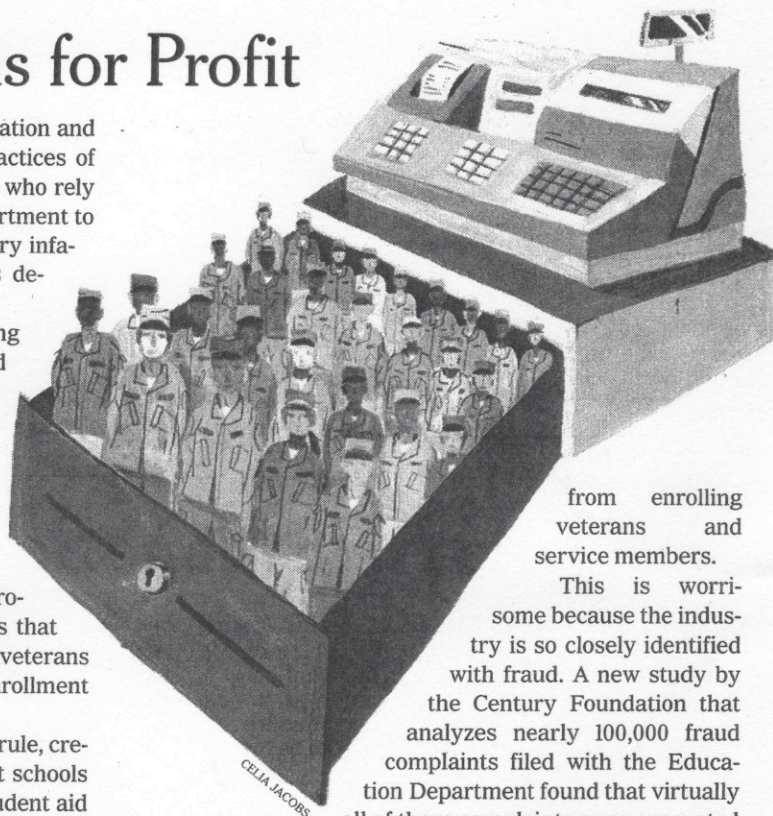 s for Profit
ation and
actices of
who rely
rtment to
ry infa-
de-
ng
ro-
s that
veterans
rollment
rule, cre-
t schools
udent aid
CELIA JACOBS
from enrolling
veterans and
service members.
This is worri-
some because the indus-
try is so closely identified
with fraud. A new study by
the Century Foundation that
analyzes nearly 100,000 fraud
complaints filed with the Educa-
tion Department found that virtually